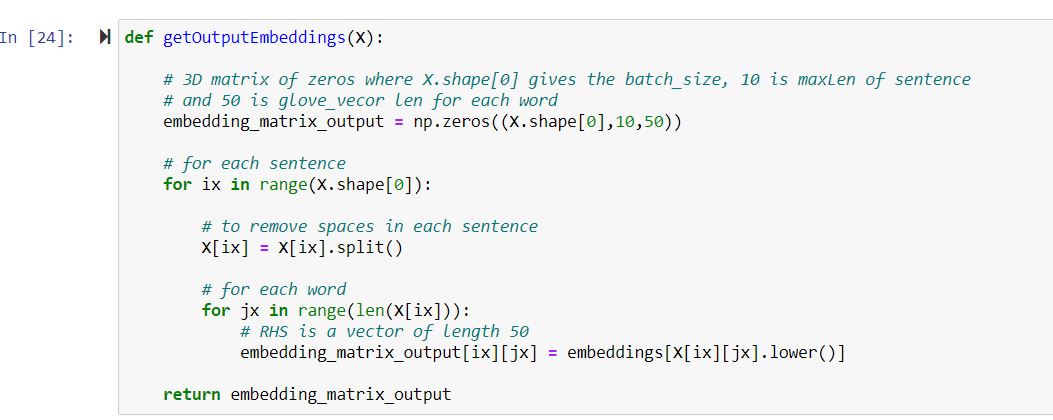 In [24]:
def getOutputEmbeddings(X):
# 3D matrix of zeros where X.shape[0] gives the batch_size, 10 is maxLen of sentence
# and 50 is glove_vecor len for each word
embedding_matrix_output = np.zeros((X.shape[0],10,50))
# for each sentence
for ix in range(X.shape[0]):
# to remove spaces in each sentence
X[ix] = X[ix].split()
# for each word
for jx in range(len(X[ix])):
# RHS is a vector of length 50
embedding_matrix_output[ix][jx] = embeddings[X[ix][jx].lower()]
return embedding_matrix_output